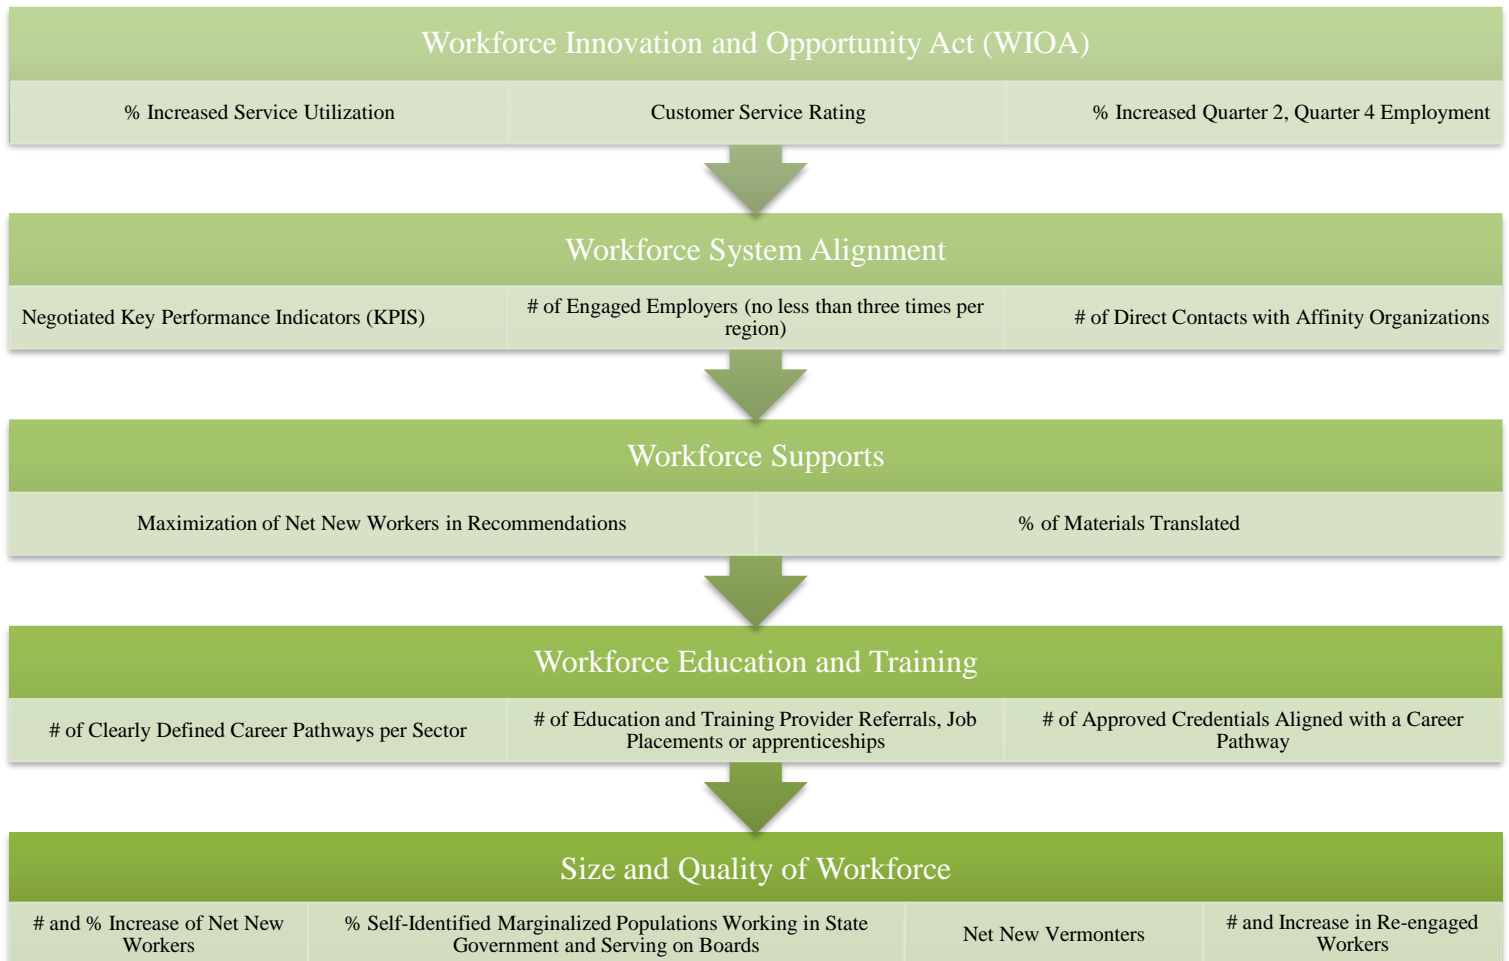 Workforce Innovation and Opportunity Act (WIOA)
% Increased Service Utilization
Customer Service Rating
% Increased Quarter 2, Quarter 4 Employment
Workforce System Alignment
Negotiated Key Performance Indicators (KPIS)
# of Engaged Employers (no less than three times per
region)
# of Direct Contacts with Affinity Organizations
Workforce Supports
Maximization of Net New Workers in Recommendations
% of Materials Translated
Workforce Education and Training
# of Clearly Defined Career Pathways per Sector
# of Education and Training Provider Referrals, Job
Placements or apprenticeships
# of Approved Credentials Aligned with a Career
Pathway
Size and Quality of Workforce
# and % Increase of Net New
Workers
% Self-Identified Marginalized Populations Working in State
Government and Serving on Boards
Net New Vermonters
# and Increase in Re-engaged
Workers